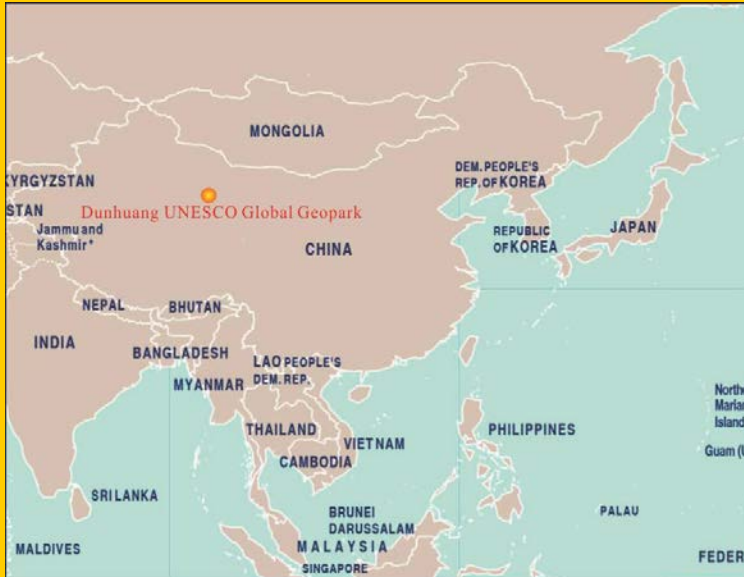 MONGOLIA
KYRGYZSTAN
DEM. PEOPLE'S
REP. OF KOREA
Dunhuang UNESCO Global Geopark
STAN
Jammu and
Kashmir*
REPUBLIC
OF KOREA
JAPAN
CHINA
NEPAL
BHUTAN
INDIA
BANGLADESH
LAO PEOPLE'S
DEM. REP.
MYANMAR
THAILAND
VIETNAM
CAMBODIA
PHILIPPINES
Northe
Marian
Island
Guam (U
SRI LANKA
BRUNEI
DARUSSALAM
PALAU
MALDIVES
MALAYSIA
SINGAPORE
FEDER